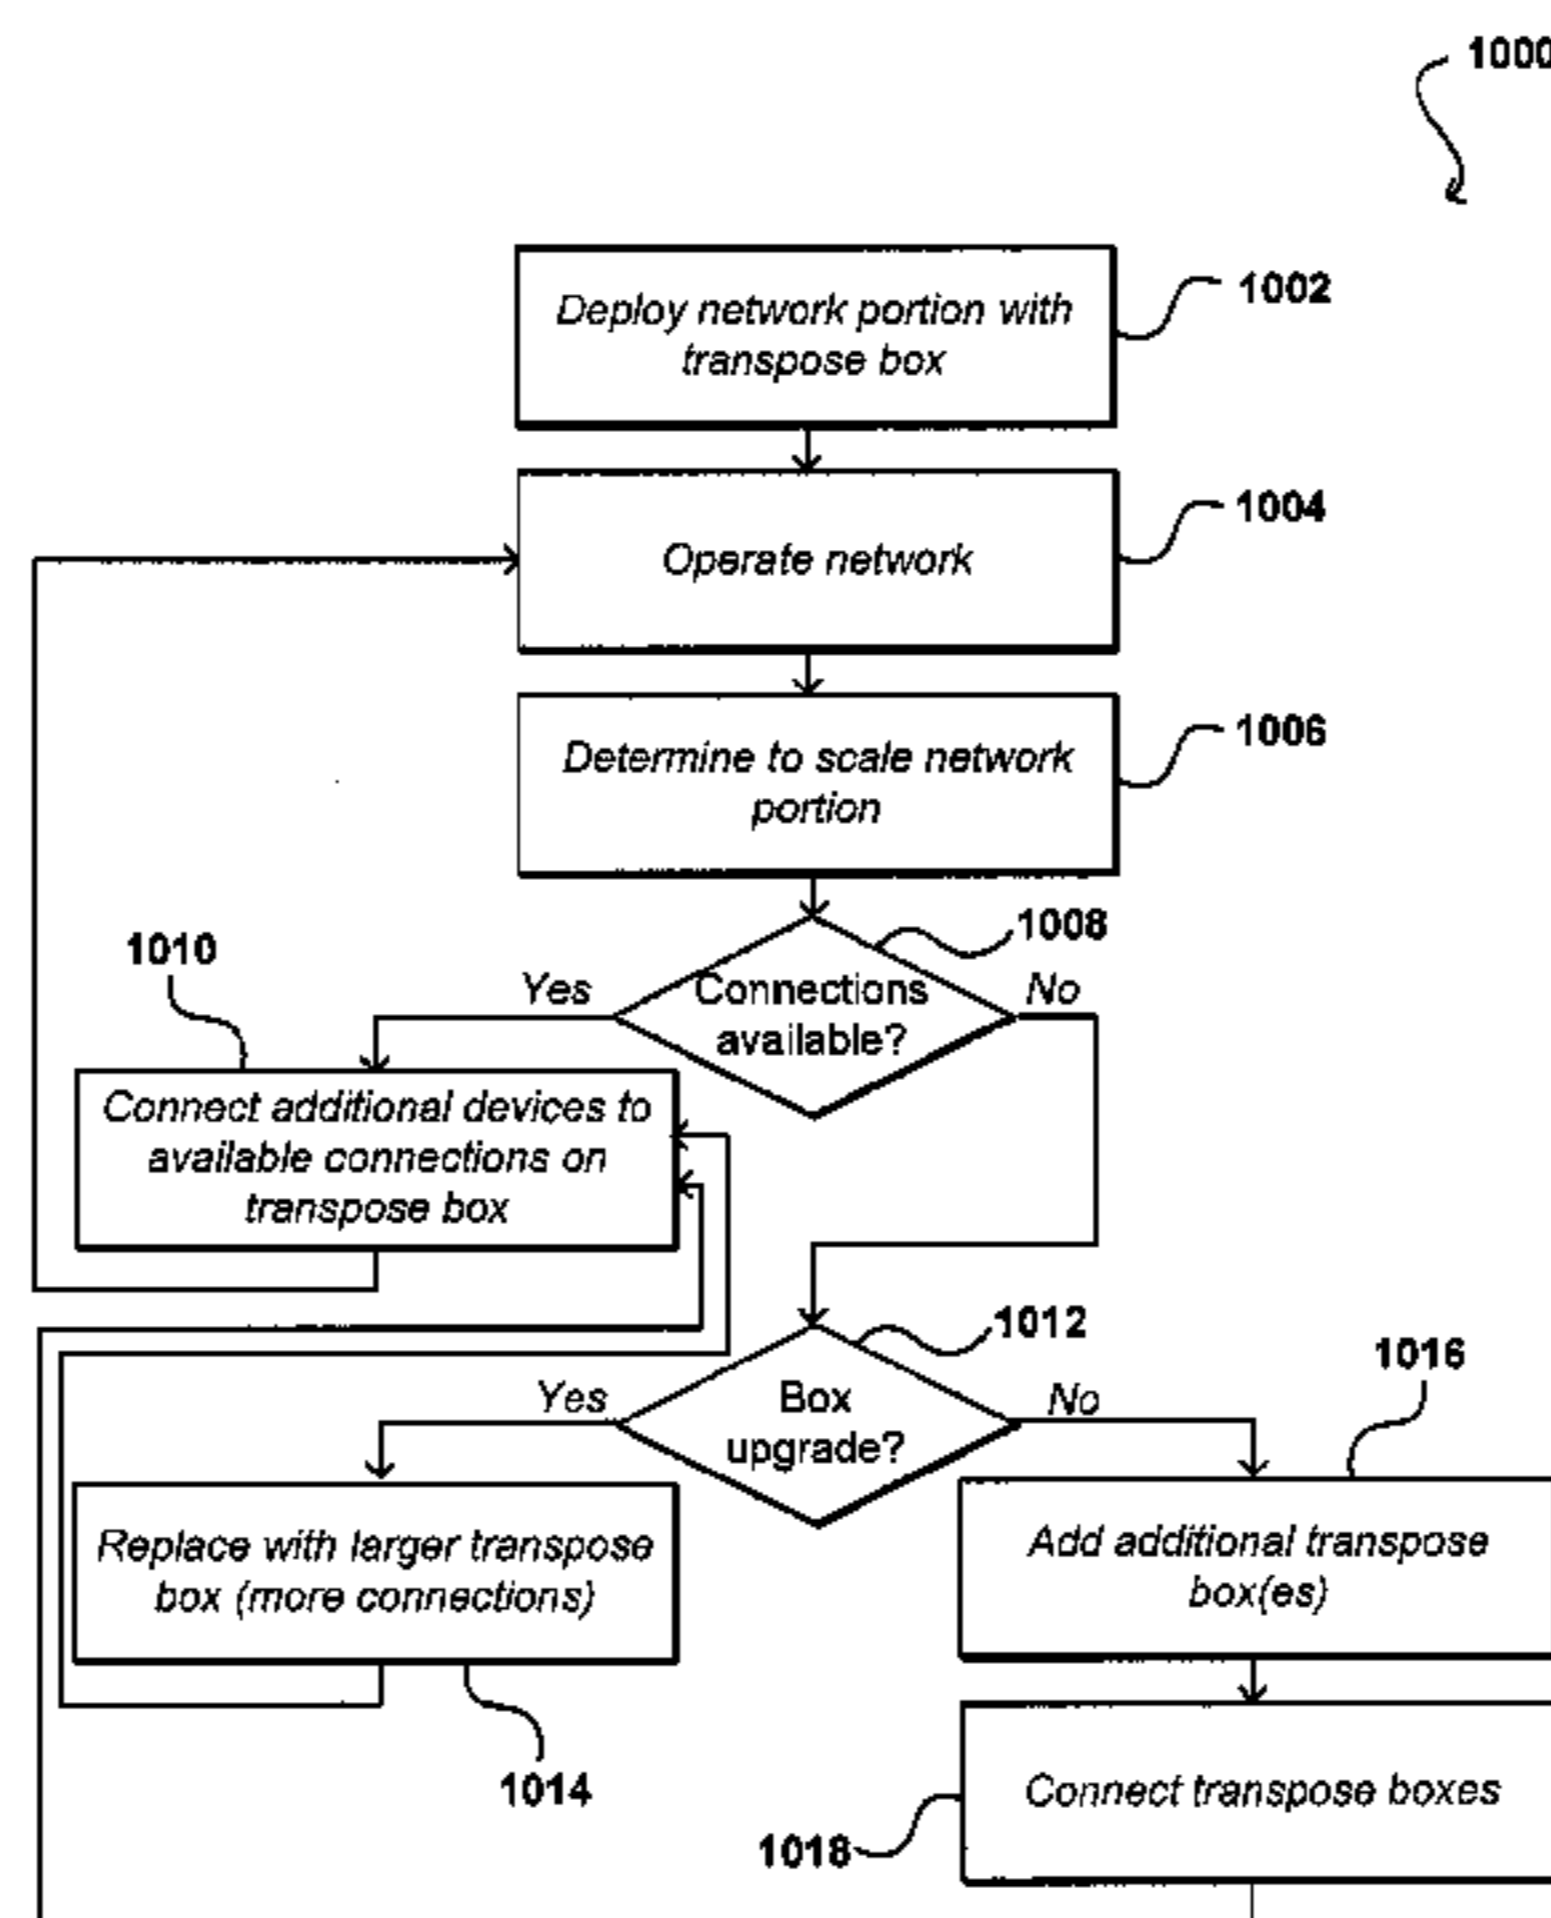 1000
Deploy network portion with
transpose box
1002
Operate network
1004
Determine to scale network
portion
1006
1008
Connections
available?
Yes
No
1010
Connect additional devices to
available connections on
transpose box
1012
Box
upgrade?
Yes
No
1016
Replace with larger transpose
box (more connections)
1014
Add additional transpose
box(es)
Connect transpose boxes
1018